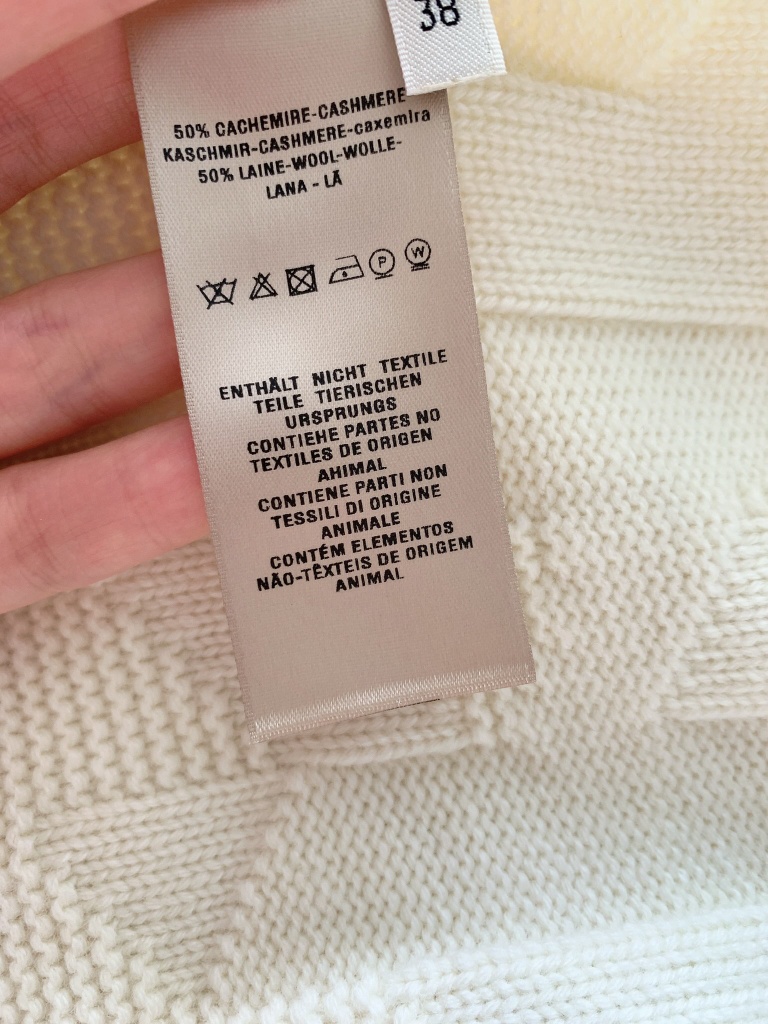 38
50% CACHEMIRE-CASHMERE
KASCHMIR-CASHMERE-caxemira
50% LAINE-WOOL-WOLLE-
LANA - LÃ
P
W
ENTHÄLT NICHT TEXTILE
TEILE TIERISCHEN
URSPRUNGS
CONTIEHE PARTES NO
TEXTILES DE ORIGEN
AHIMAL
CONTIENE PARTI NON
TESSILI DI ORIGINE
ANIMALE
CONTÉM ELEMENTOS
NÃO-TÊXTEIS DE ORIGEM
ANIMAL